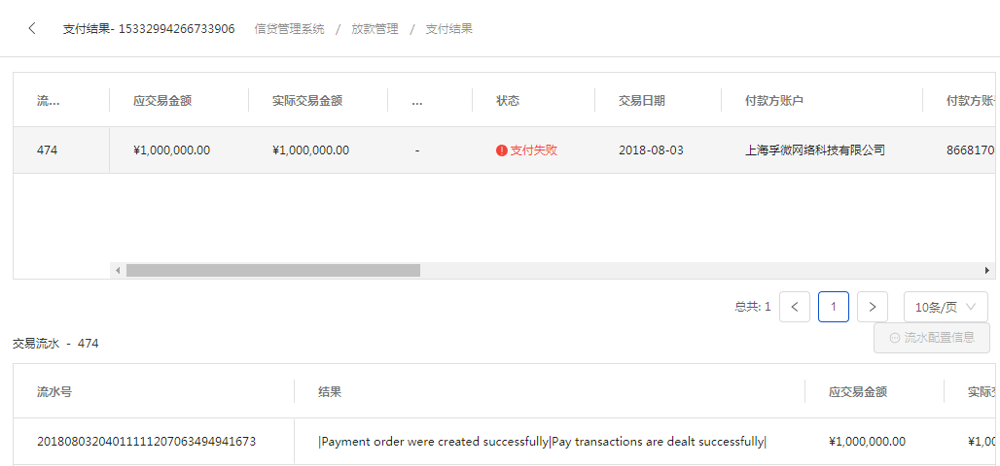 支付结果- 15332994266733906 信贷管理系统 / 放款管理 / 支付结果
流... 应交易金额 实际交易金额 ... 状态 交易日期 付款方账户 付款方账
474 ¥1,000,000.00 ¥1,000,000.00 - 支付失败 2018-08-03 上海孚微网络科技有限公司 8668170
总共: 1 1 10条/页
流水配置信息
交易流水 - 474
流水号 结果 应交易金额 实际
20180803204011111207063494941673 |Payment order were created successfully|Pay transactions are dealt successfully| ¥1,000,000.00 ¥1,00